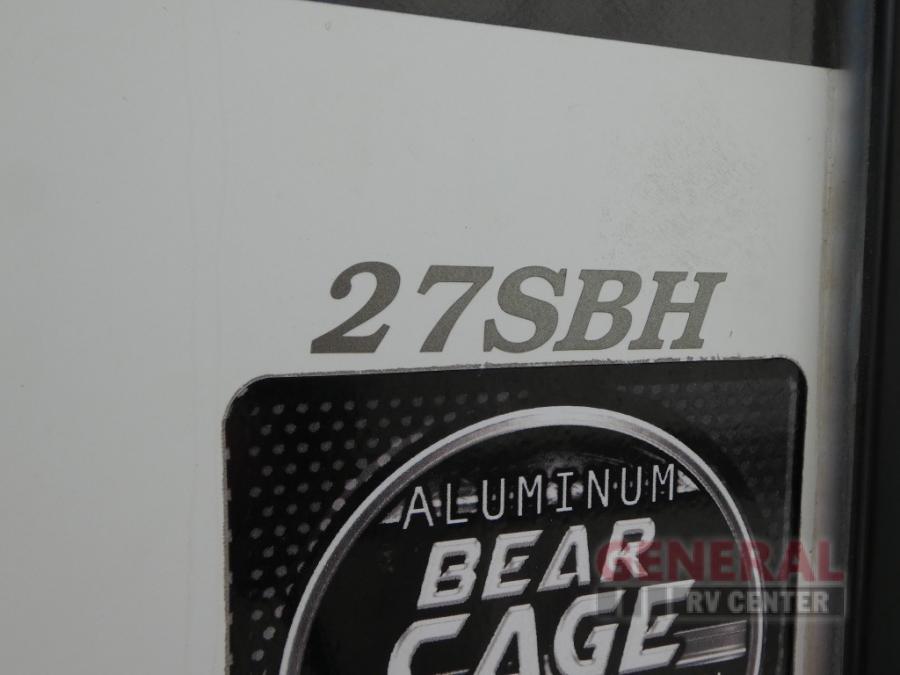 27SBH
ALUMINUM
BEAR
CAGE
GENERAL
RV CENTER